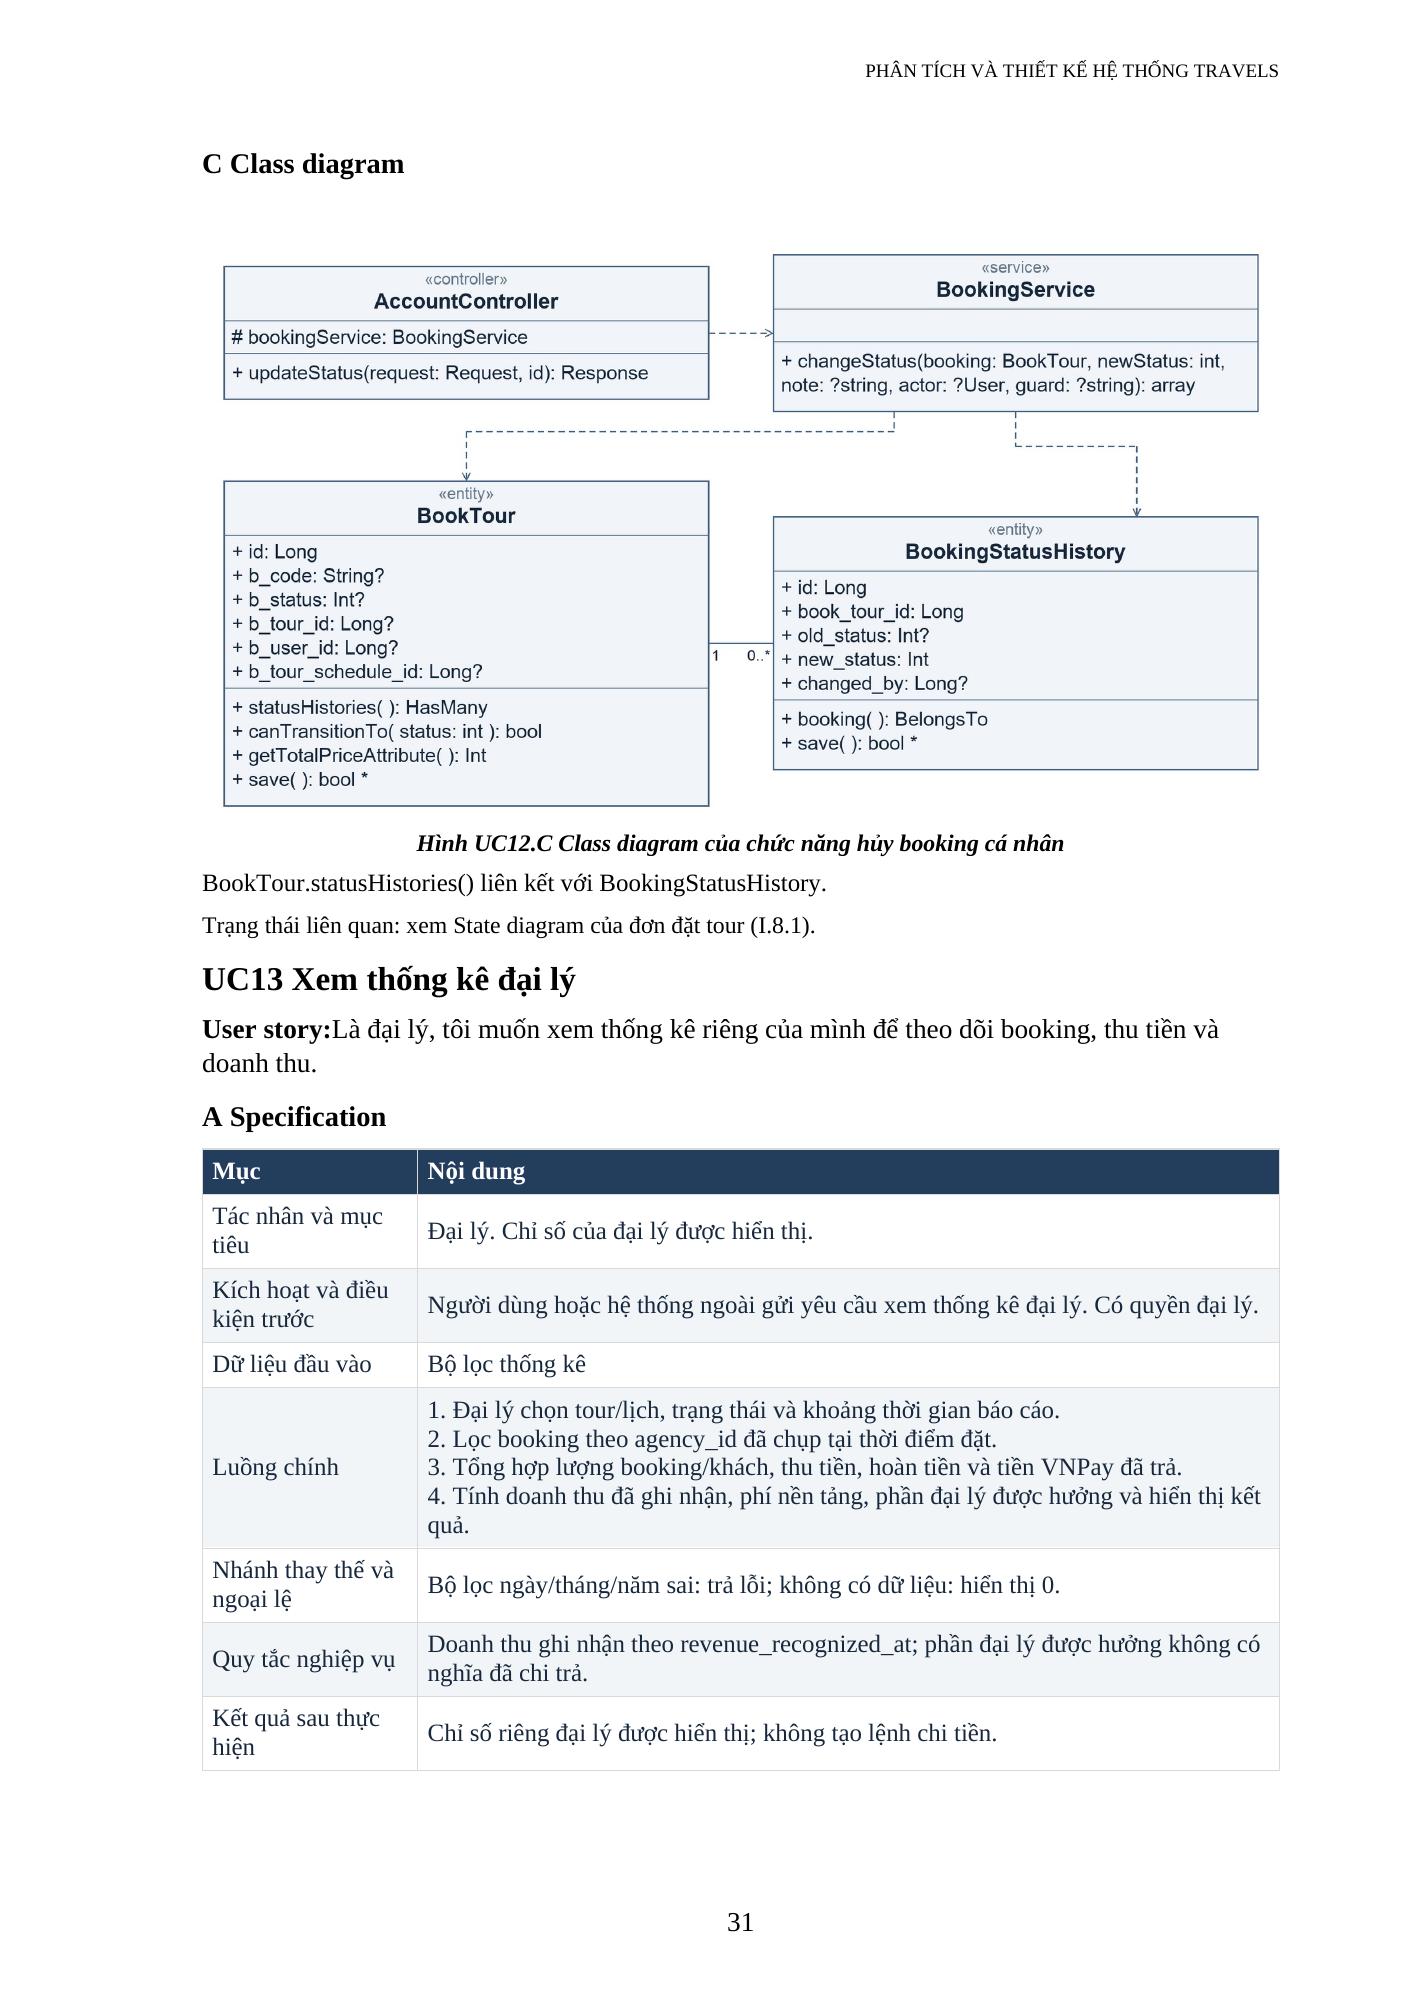 PHÂN TÍCH VÀ THIẾT KẾ HỆ THỐNG TRAVELS
C Class diagram
«controller»
AccountController
# bookingService: BookingService
+ updateStatus(request: Request, id): Response
«service»
BookingService
+ changeStatus(booking: BookTour, newStatus: int,
note: ?string, actor: ?User, guard: ?string): array
«entity»
BookTour
+ id: Long
+ b_code: String?
+ b_status: Int?
+ b_tour_id: Long?
+ b_user_id: Long?
+ b_tour_schedule_id: Long?
+ statusHistories( ): HasMany
+ canTransitionTo( status: int ): bool
+ getTotalPriceAttribute( ): Int
+ save( ): bool *
1 0..*
«entity»
BookingStatusHistory
+ id: Long
+ book_tour_id: Long
+ old_status: Int?
+ new_status: Int
+ changed_by: Long?
+ booking( ): BelongsTo
+ save( ): bool *
Hình UC12.C Class diagram của chức năng hủy booking cá nhân
BookTour.statusHistories() liên kết với BookingStatusHistory.
Trạng thái liên quan: xem State diagram của đơn đặt tour (I.8.1).
UC13 Xem thống kê đại lý
User story:Là đại lý, tôi muốn xem thống kê riêng của mình để theo dõi booking, thu tiền và
doanh thu.
A Specification
Mục
Nội dung
Tác nhân và mục
tiêu
Đại lý. Chỉ số của đại lý được hiển thị.
Kích hoạt và điều
kiện trước
Người dùng hoặc hệ thống ngoài gửi yêu cầu xem thống kê đại lý. Có quyền đại lý.
Dữ liệu đầu vào
Bộ lọc thống kê
Luồng chính
1. Đại lý chọn tour/lịch, trạng thái và khoảng thời gian báo cáo.
2. Lọc booking theo agency_id đã chụp tại thời điểm đặt.
3. Tổng hợp lượng booking/khách, thu tiền, hoàn tiền và tiền VNPay đã trả.
4. Tính doanh thu đã ghi nhận, phí nền tảng, phần đại lý được hưởng và hiển thị kết
quả.
Nhánh thay thế và
ngoại lệ
Bộ lọc ngày/tháng/năm sai: trả lỗi; không có dữ liệu: hiển thị 0.
Quy tắc nghiệp vụ
Doanh thu ghi nhận theo revenue_recognized_at; phần đại lý được hưởng không có
nghĩa đã chi trả.
Kết quả sau thực
hiện
Chỉ số riêng đại lý được hiển thị; không tạo lệnh chi tiền.
31